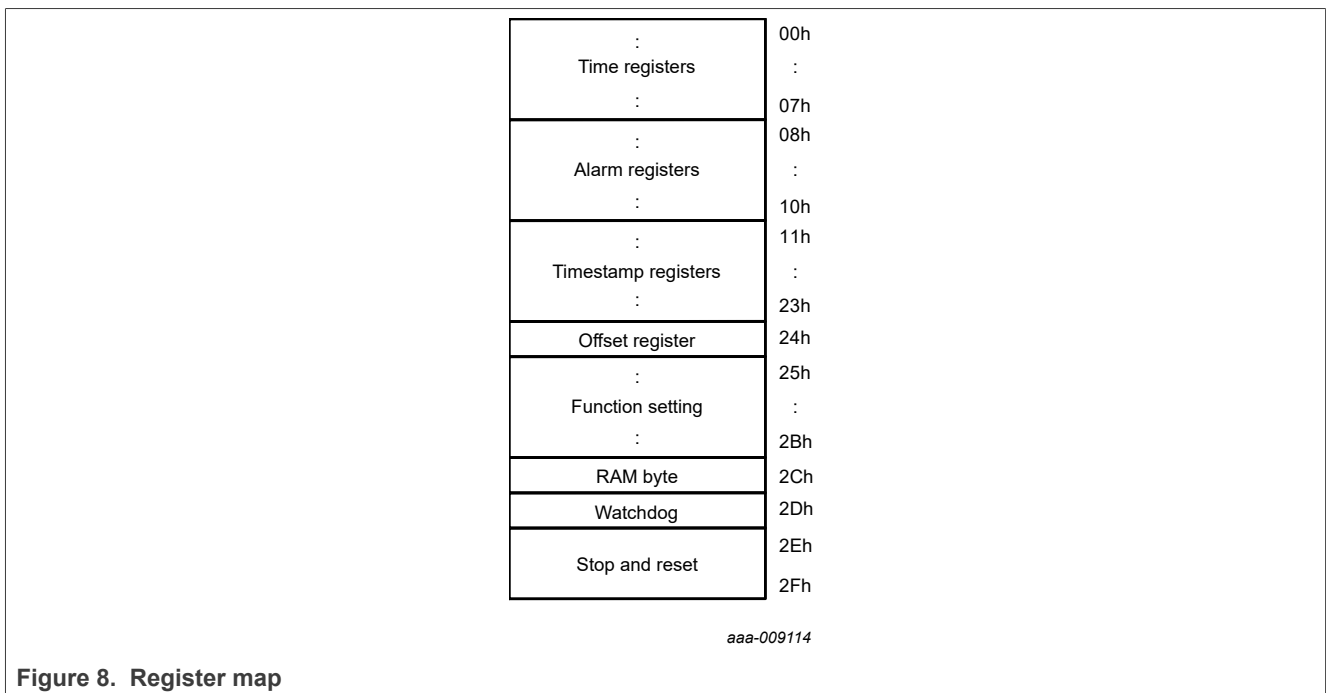 :
00h
Time registers
:
:
07h
:
08h
Alarm registers
:
:
10h
:
11h
Timestamp registers
:
:
23h
Offset register
24h
:
25h
Function setting
:
:
2Bh
RAM byte
2Ch
Watchdog
2Dh
Stop and reset
2Eh
2Fh
aaa-009114
Figure 8. Register map